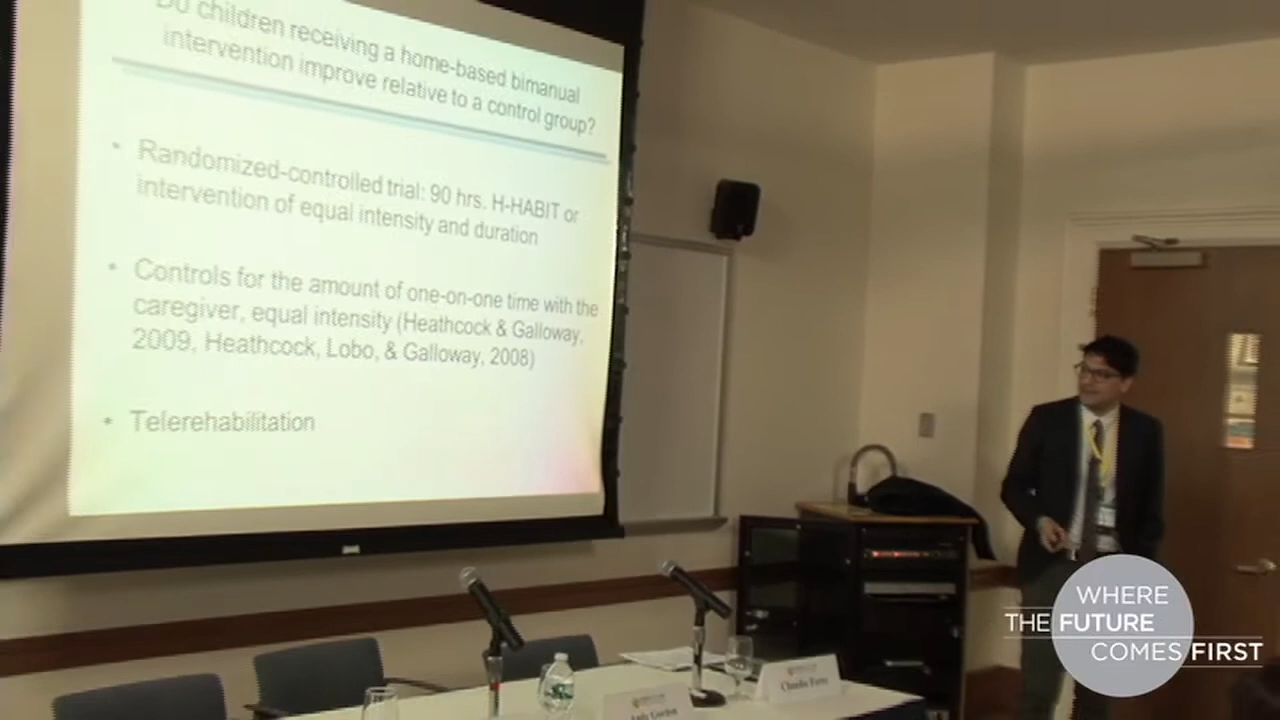 Do children receiving a home-based bimanual
intervention improve relative to a control group?
• Randomized-controlled trial: 90 hrs. H-HABIT or
intervention of equal intensity and duration
• Controls for the amount of one-on-one time with the
caregiver, equal intensity (Heathcock & Galloway,
2009, Heathcock, Lobo, & Galloway, 2008)
• Telerehabilitation
WHERE
THE FUTURE
COMES FIRST